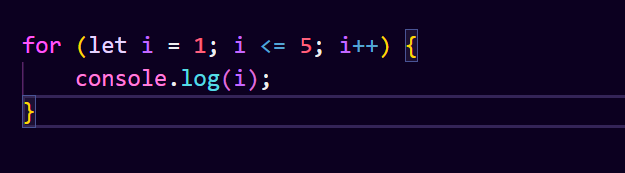 for (let i = 1; i <= 5; i++) {
    console.log(i);
}